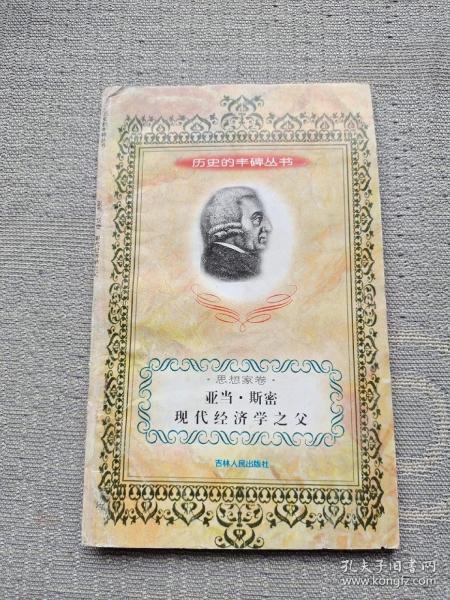 历史的丰碑丛书
·思想家卷·
亚当·斯密
现代经济学之父
吉林人民出版社
孔夫子旧书网
www.kongfz.com